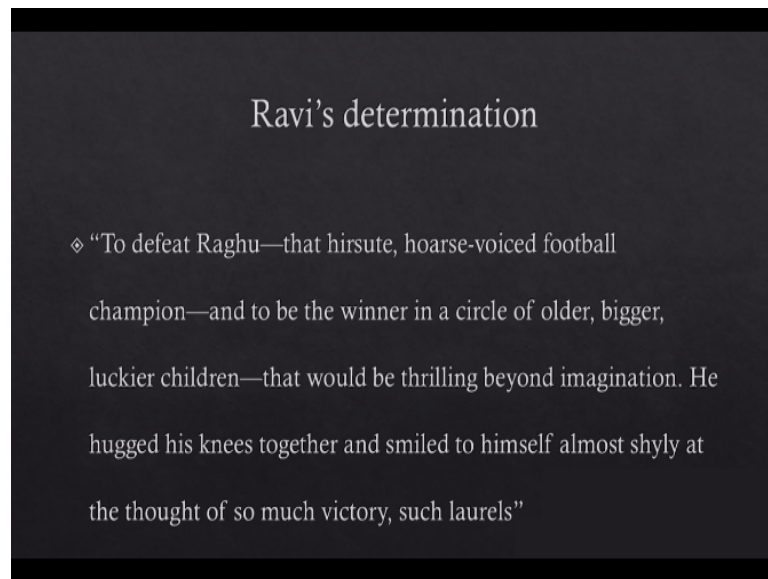 Ravi’s determination
“To defeat Raghu—that hirsute, hoarse-voiced football
champion—and to be the winner in a circle of older, bigger,
luckier children—that would be thrilling beyond imagination. He
hugged his knees together and smiled to himself almost shyly at
the thought of so much victory, such laurels”